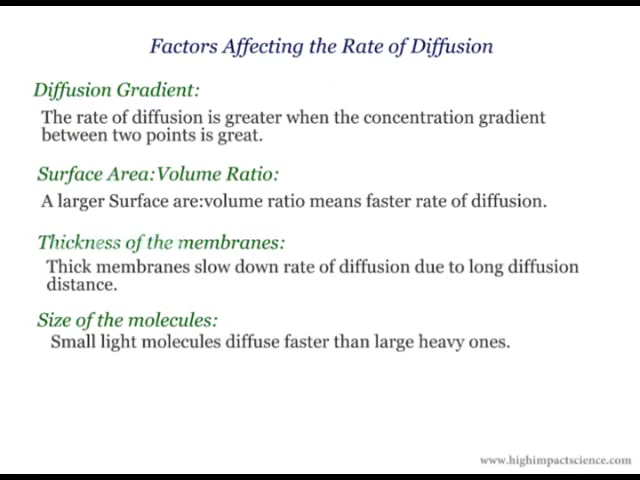 Factors Affecting the Rate of Diffusion
Diffusion Gradient:
The rate of diffusion is greater when the concentration gradient
between two points is great.
Surface Area:Volume Ratio:
A larger Surface are:volume ratio means faster rate of diffusion.
Thickness of the membranes:
Thick membranes slow down rate of diffusion due to long diffusion
distance.
Size of the molecules:
Small light molecules diffuse faster than large heavy ones.
www.highimpactscience.com